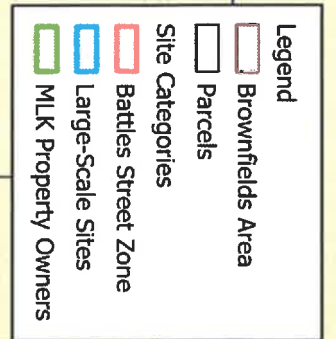 Legend
Brownfields Area
Parcels
Site Categories
Battles Street Zone
Large-Scale Sites
MLK Property Owners